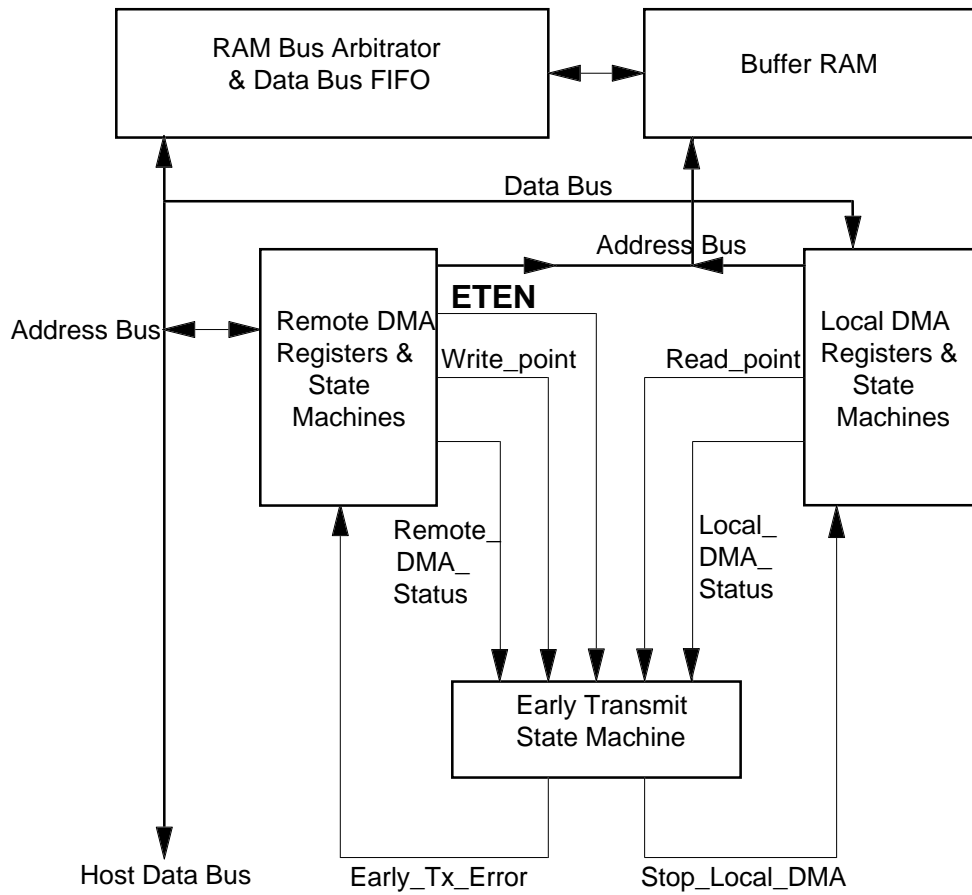 RAM Bus Arbitrator
& Data Bus FIFO
Buffer RAM
Data Bus
Address Bus
ETEN
Address Bus
Remote DMA
Registers &
State
Machines
Write_point
Read_point
Local DMA
Registers &
State
Machines
Remote_
DMA_
Status
Local_
DMA_
Status
Early Transmit
State Machine
Host Data Bus
Early_Tx_Error
Stop_Local_DMA